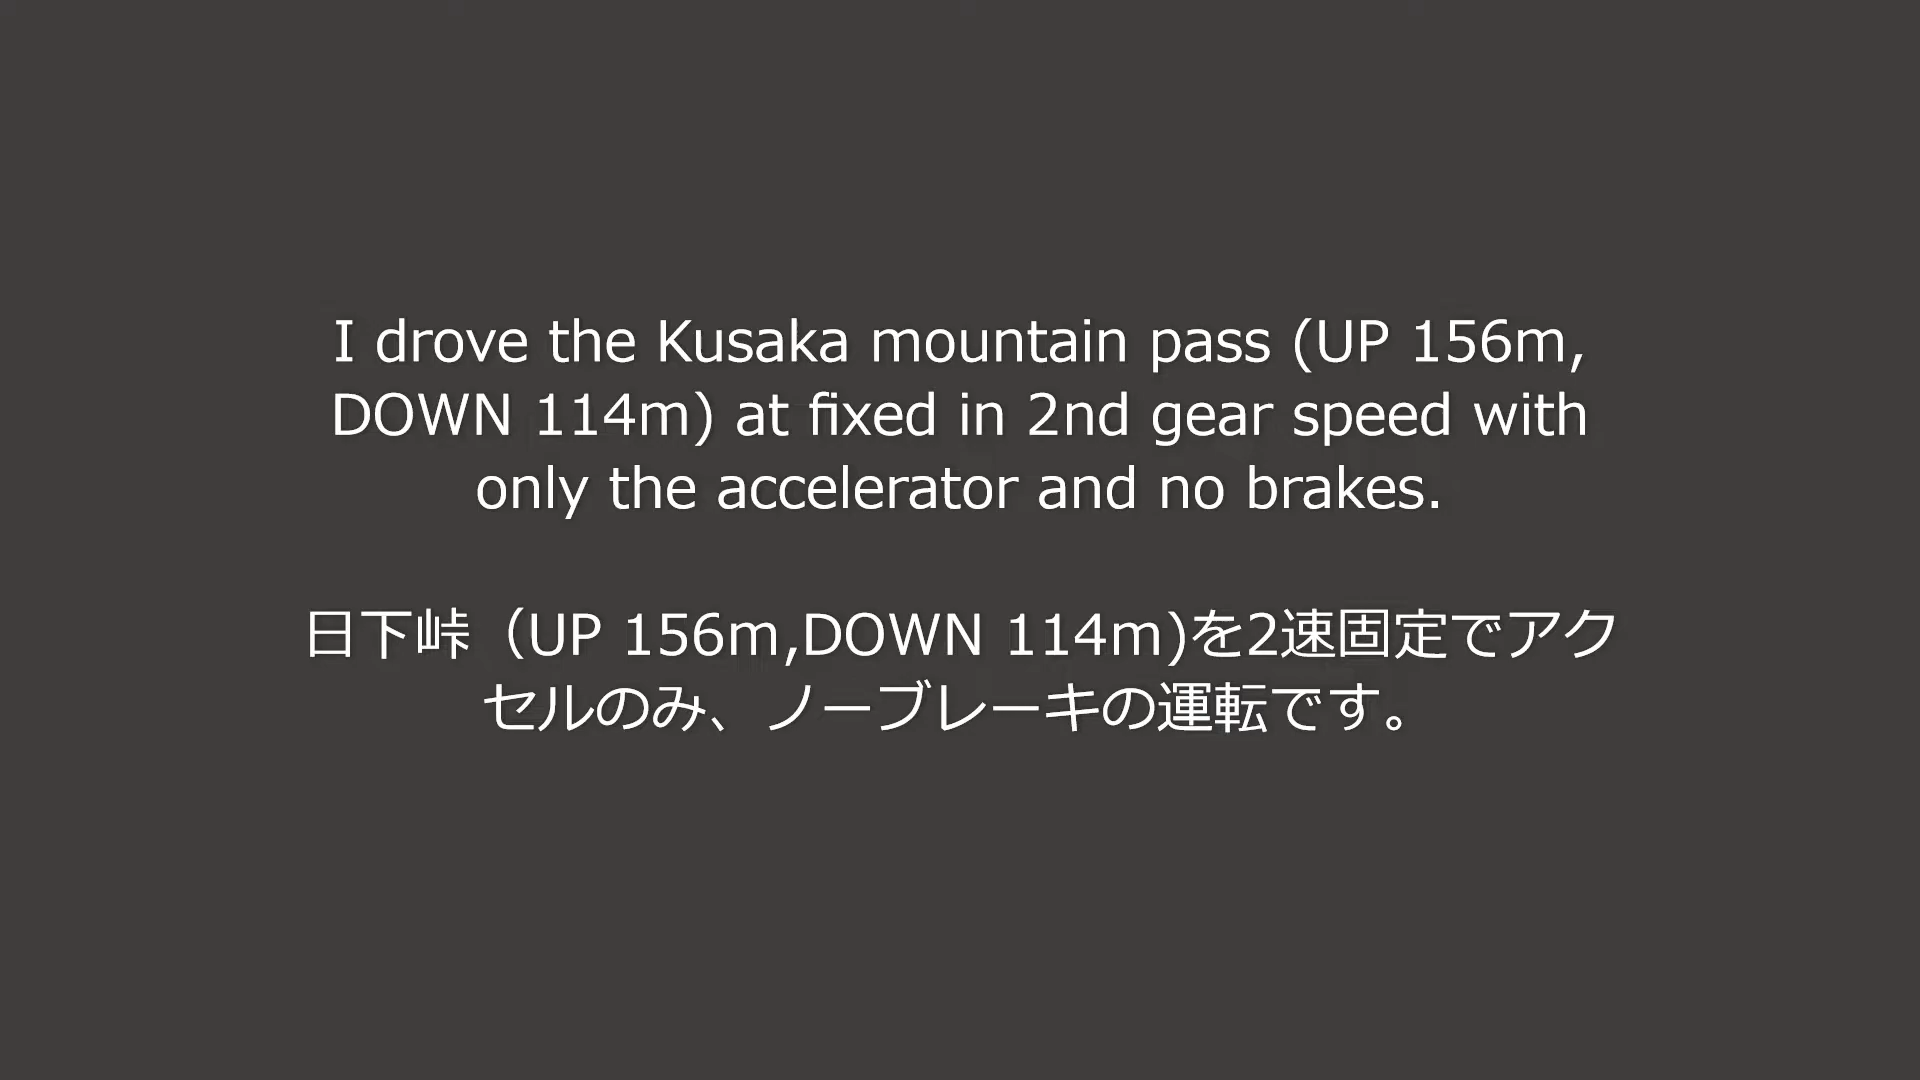 I drove the Kusaka mountain pass (UP 156m,
DOWN 114m) at fixed in 2nd gear speed with
only the accelerator and no brakes.
日下峠（UP 156m,DOWN 114m)を2速固定でアク
セルのみ、ノーブレーキの運転です。